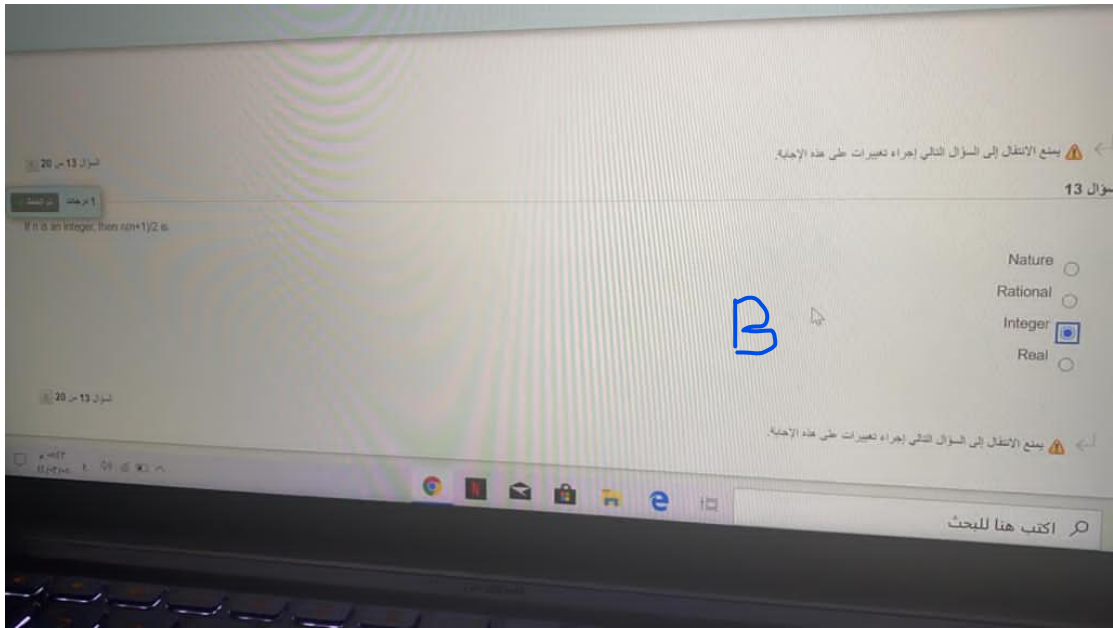 يمنع الانتقال إلى السؤال التالي إجراء تغييرات على هذه الإجابة.
السؤال 13 من 20
سؤال 13
1 درجات
If n is an integer, then n(n+1)/2 is
Nature
Rational
Integer
Real
B
السؤال 13 من 20
يمنع الانتقال إلى السؤال التالي إجراء تغييرات على هذه الإجابة.
اكتب هنا للبحث